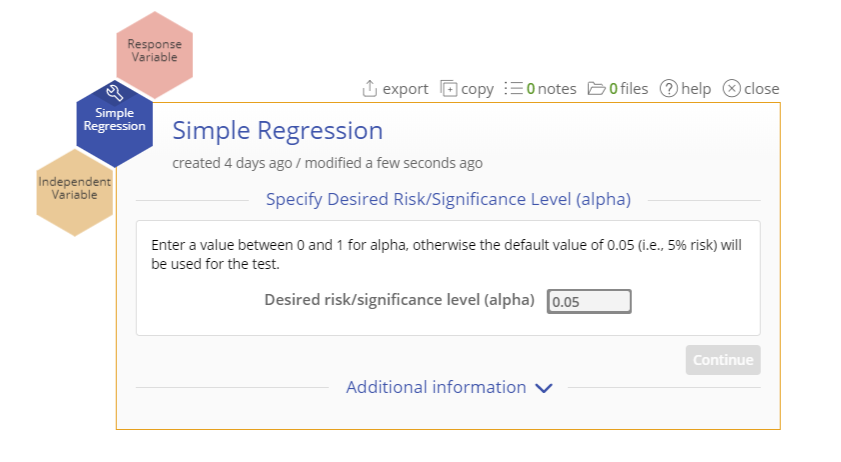 Response
Variable
export copy 0 notes 0 files ? help close
Simple
Regression
Simple Regression
created 4 days ago / modified a few seconds ago
Independent
Variable
Specify Desired Risk/Significance Level (alpha)
Enter a value between 0 and 1 for alpha, otherwise the default value of 0.05 (i.e., 5% risk) will
be used for the test.
Desired risk/significance level (alpha) 0.05
Continue
Additional information